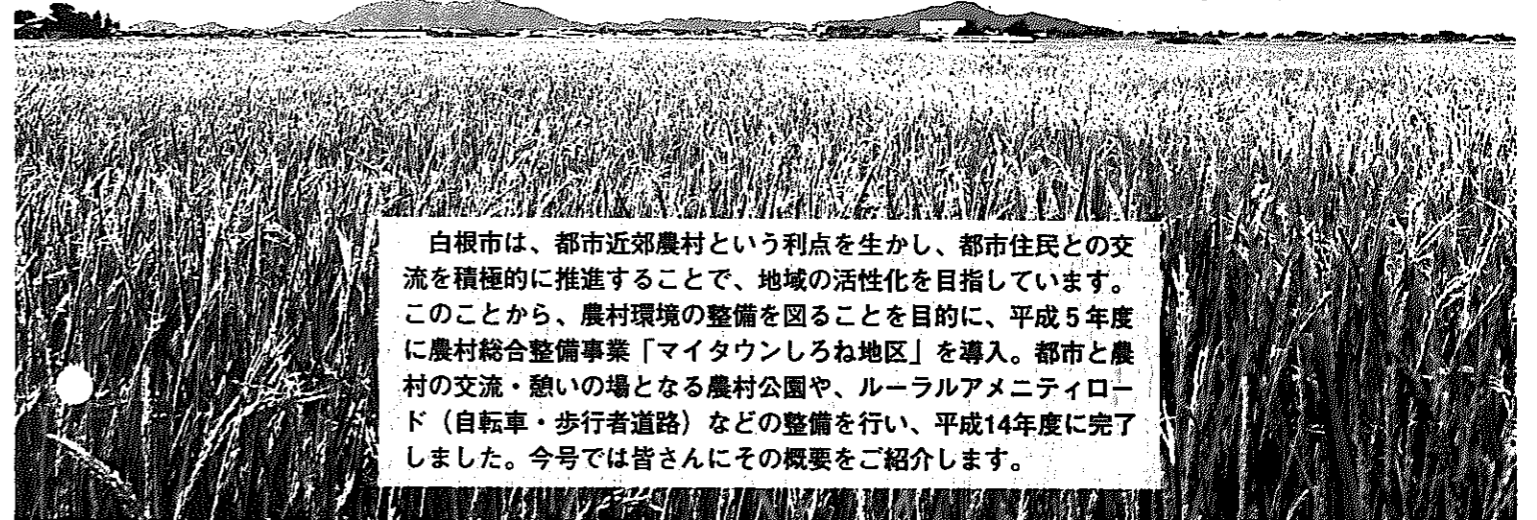 白根市は、都市近郊農村という利点を生かし、都市住民との交
流を積極的に推進することで、地域の活性化を目指しています。
このことから、農村環境の整備を図ることを目的に、平成５年度
に農村総合整備事業「マイタウンしろね地区」を導入。都市と農
村の交流・憩いの場となる農村公園や、ルーラルアメニティロー
ド（自転車・歩行者道路）などの整備を行い、平成14年度に完了
しました。今号では皆さんにその概要をご紹介します。